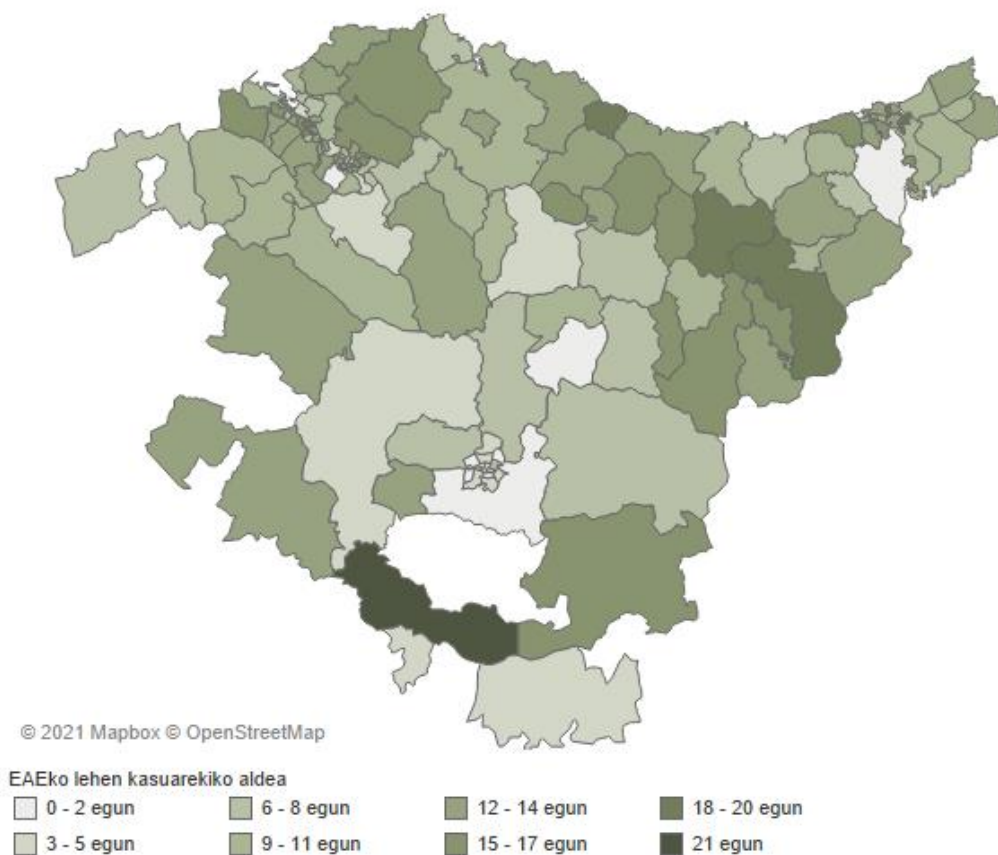 © 2021 Mapbox © OpenStreetMap
EAEko lehen kasuarekiko aldea
0 - 2 egun
6 - 8 egun
12 - 14 egun
18 - 20 egun
3 - 5 egun
9 - 11 egun
15 - 17 egun
21 egun